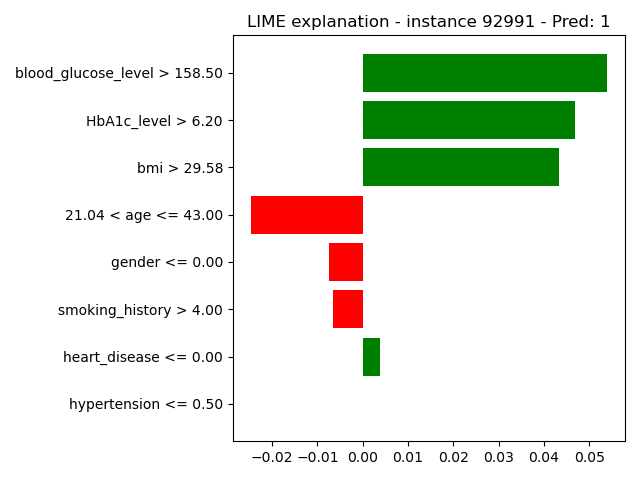 LIME explanation - instance 92991 - Pred: 1
blood_glucose_level > 158.50
HbA1c_level > 6.20
bmi > 29.58
21.04 < age <= 43.00
gender <= 0.00
smoking_history > 4.00
heart_disease <= 0.00
hypertension <= 0.50
−0.02 −0.01 0.00 0.01 0.02 0.03 0.04 0.05